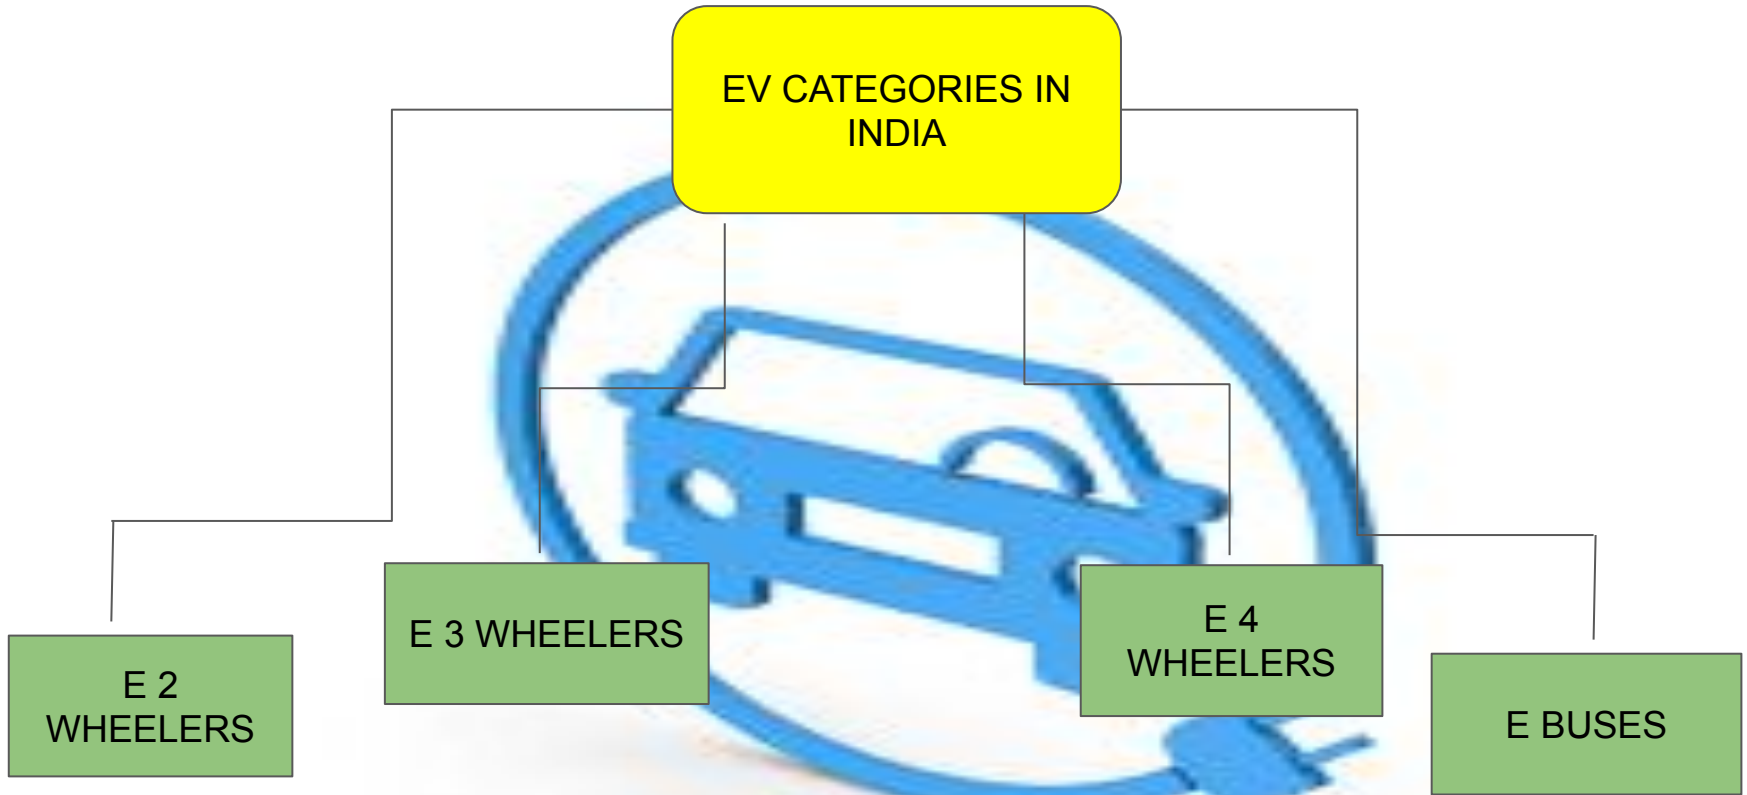 EV CATEGORIES IN
INDIA
E 2
WHEELERS
E 3 WHEELERS
E 4
WHEELERS
E BUSES